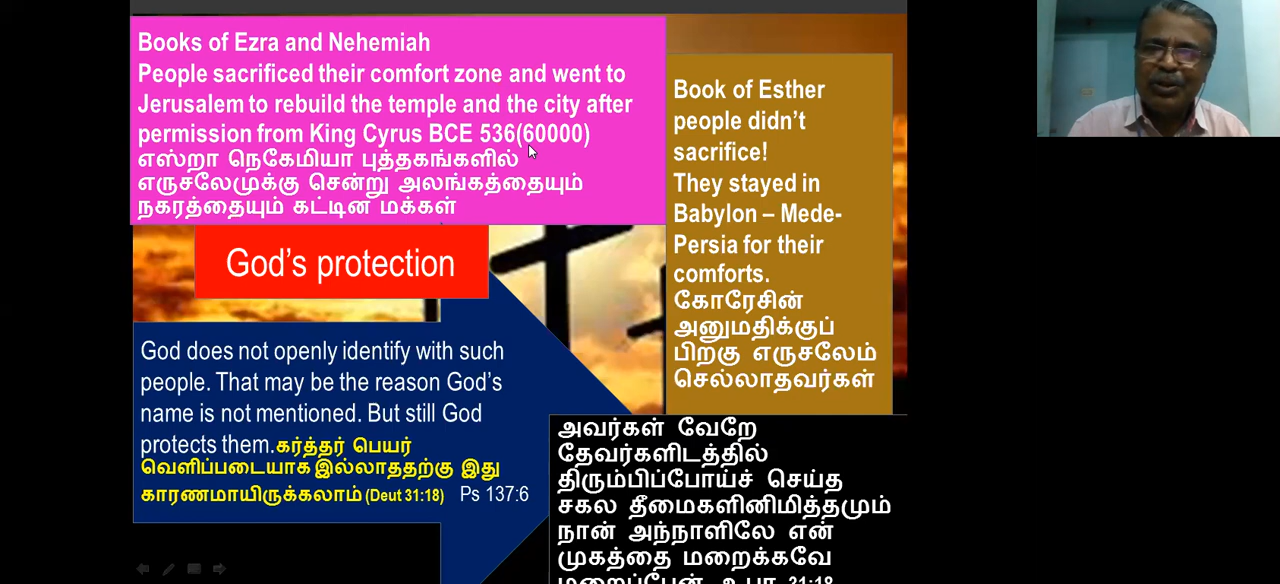 Books of Ezra and Nehemiah
People sacrificed their comfort zone and went to
Jerusalem to rebuild the temple and the city after
permission from King Cyrus BCE 536(60000)
எஸ்றா நெகேமியா புத்தகங்களில்
எருசலேமுக்கு சென்று அலங்கத்தையும்
நகரத்தையும் கட்டின மக்கள்
Book of Esther
people didn't
sacrifice!
They stayed in
Babylon – Mede-
Persia for their
comforts.
கோரேசின்
அனுமதிக்குப்
பிறகு எருசலேம்
செல்லாதவர்கள்
God's protection
God does not openly identify with such
people. That may be the reason God's
name is not mentioned. But still God
protects them.கர்த்தர் பெயர்
வெளிப்படையாக இல்லாததற்கு இது
காரணமாயிருக்கலாம் (Deut 31:18) Ps 137:6
அவர்கள் வேறே
தேவர்களிடத்தில்
திரும்பிப்போய்ச் செய்த
சகல தீமைகளினிமித்தமும்
நான் அந்நாளிலே என்
முகத்தை மறைக்கவே
மறைப்பேன் உபா 31:18